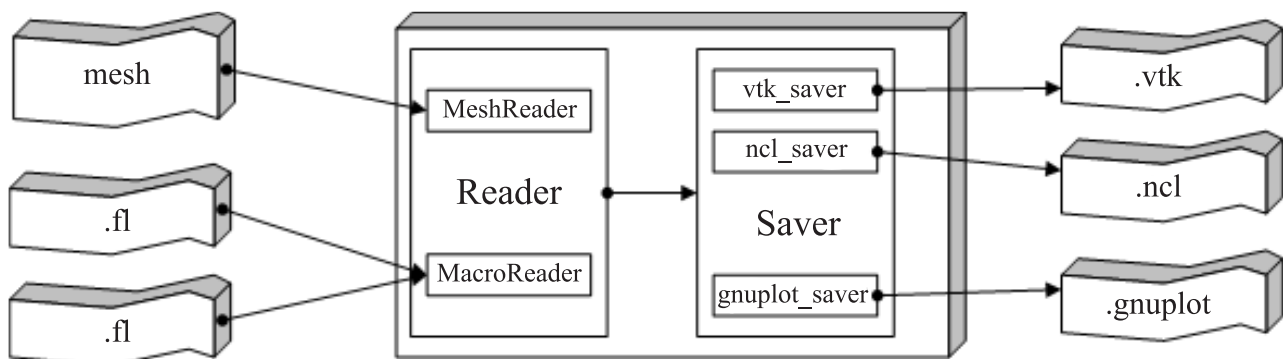 mesh
.fl
.fl
MeshReader
Reader
MacroReader
vtk_saver
ncl_saver
Saver
gnuplot_saver
.vtk
.ncl
.gnuplot